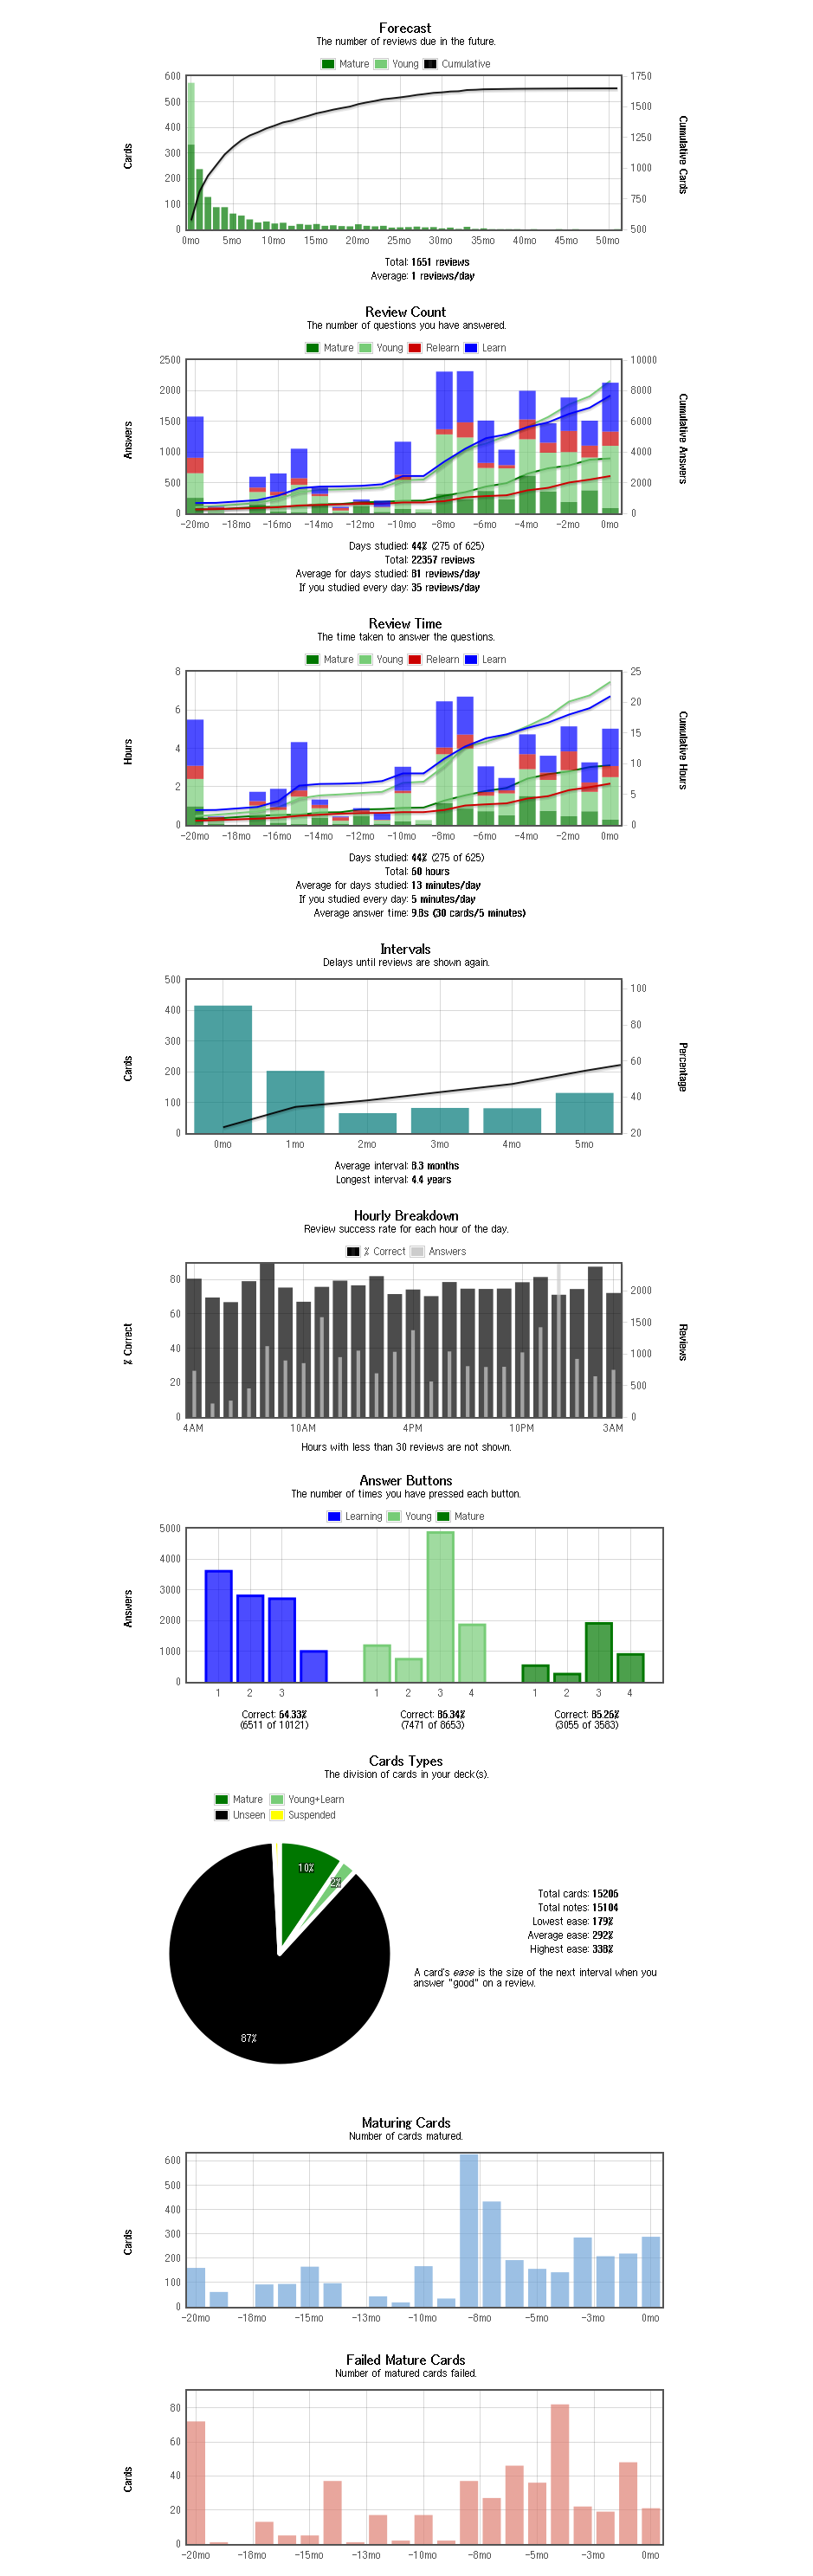 Forecast
The number of reviews due in the future.
Mature Young Cumulative
600 500 400 300 200 100 0
Cards
1750 1500 1250 1000 750 500
Cumulative Cards
0mo 5mo 10mo 15mo 20mo 25mo 30mo 35mo 40mo 45mo 50mo
Total: 1651 reviews
Average: 1 reviews/day
Review Count
The number of questions you have answered.
Mature Young Relearn Learn
2500 2000 1500 1000 500 0
Answers
10000 8000 6000 4000 2000 0
Cumulative Answers
-20mo -18mo -16mo -14mo -12mo -10mo -8mo -6mo -4mo -2mo 0mo
Days studied: 44% (275 of 625)
Total: 22357 reviews
Average for days studied: 81 reviews/day
If you studied every day: 35 reviews/day
Review Time
The time taken to answer the questions.
Mature Young Relearn Learn
8 6 4 2 0
Hours
25 20 15 10 5 0
Cumulative Hours
-20mo -18mo -16mo -14mo -12mo -10mo -8mo -6mo -4mo -2mo 0mo
Days studied: 44% (275 of 625)
Total: 60 hours
Average for days studied: 13 minutes/day
If you studied every day: 5 minutes/day
Average answer time: 9.8s (30 cards/5 minutes)
Intervals
Delays until reviews are shown again.
500 400 300 200 100 0
Cards
100 80 60 40 20
Percentage
0mo 1mo 2mo 3mo 4mo 5mo
Average interval: 8.3 months
Longest interval: 4.4 years
Hourly Breakdown
Review success rate for each hour of the day.
% Correct Answers
80 60 40 20 0
% Correct
2000 1500 1000 500 0
Reviews
4AM 10AM 4PM 10PM 3AM
Hours with less than 30 reviews are not shown.
Answer Buttons
The number of times you have pressed each button.
Learning Young Mature
5000 4000 3000 2000 1000 0
Answers
1 2 3 1 2 3 4 1 2 3 4
Correct: 64.33% Correct: 86.34% Correct: 85.26%
(6511 of 10121) (7471 of 8653) (3055 of 3583)
Cards Types
The division of cards in your deck(s).
Mature Young+Learn
Unseen Suspended
10%
2%
87%
Total cards: 15206
Total notes: 15104
Lowest ease: 179%
Average ease: 292%
Highest ease: 338%
A card's ease is the size of the next interval when you
answer "good" on a review.
Maturing Cards
Number of cards matured.
600 500 400 300 200 100 0
Cards
-20mo -18mo -15mo -13mo -10mo -8mo -5mo -3mo 0mo
Failed Mature Cards
Number of matured cards failed.
80 60 40 20 0
Cards
-20mo -18mo -15mo -13mo -10mo -8mo -5mo -3mo 0mo